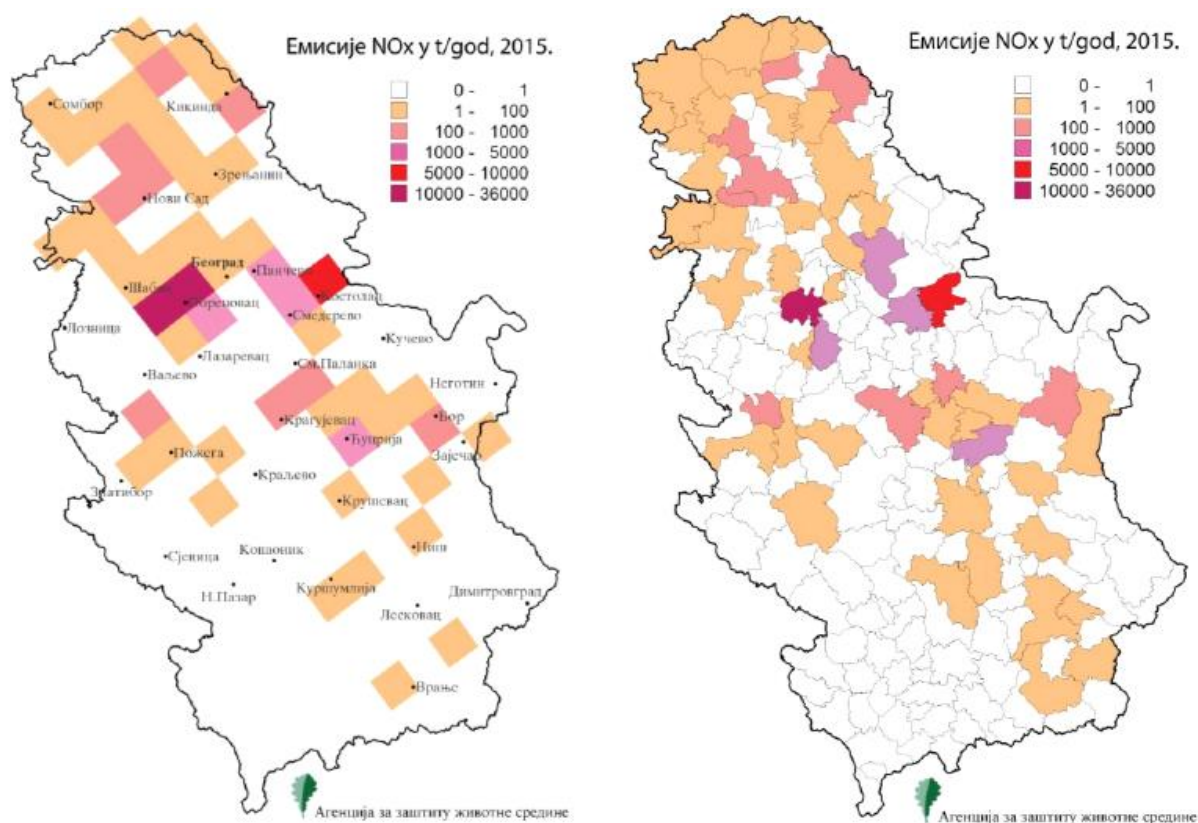 Емисије NOx у t/god, 2015.
0 - 1
1 - 100
100 - 1000
1000 - 5000
5000 - 10000
10000 - 36000
Сомбор
Кикинда
Зрењанин
Нови Сад
Београд
Панчево
Шабац
Обреновац
Костолац
Смедерево
Лозница
Кучево
Лазаревац
См.Паланка
Ваљево
Неготин
Крагујевац
Бор
Ћуприја
Зајечар
Пожега
Краљево
Златибор
Крушевац
Ниш
Копаоник
Сјеница
Куршумлија
Димитровград
Н.Пазар
Лесковац
Врање
Агенција за заштиту животне средине
Емисије NOx у t/god, 2015.
0 - 1
1 - 100
100 - 1000
1000 - 5000
5000 - 10000
10000 - 36000
Агенција за заштиту животне средине